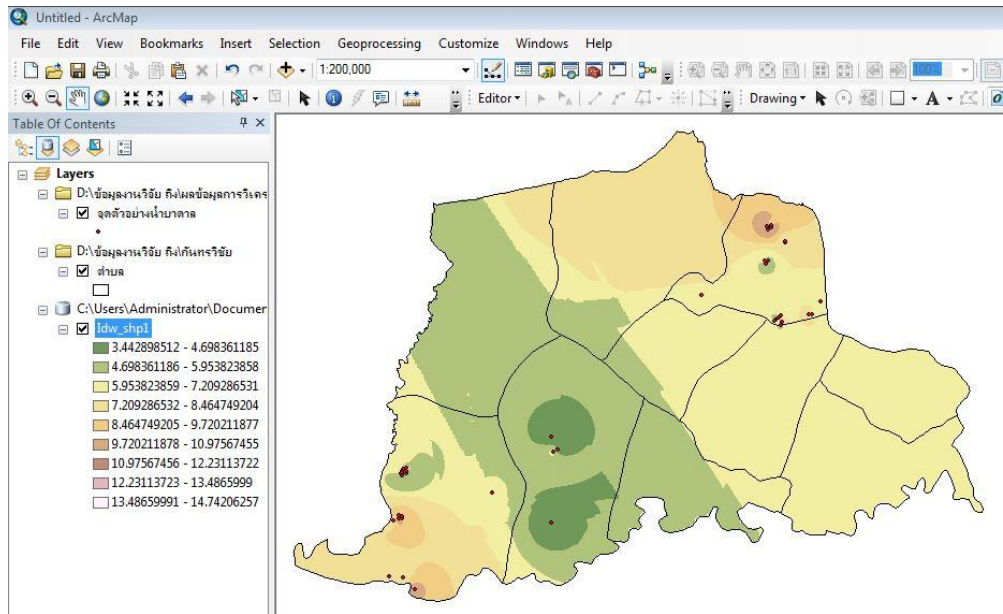 Untitled - ArcMap
File Edit View Bookmarks Insert Selection Geoprocessing Customize Windows Help
1:200,000
100%
Editor
Drawing
A
Table Of Contents
Layers
D:\ข้อมูลงานวิจัย ถิง\ผลข้อมูลการวิเคร
จุดตัวอย่างน้ำบาดาล
D:\ข้อมูลงานวิจัย ถิง\กันทรวิชัย
ตำบล
C:\Users\Administrator\Documer
Idw_shp1
3.442898512 - 4.698361185
4.698361186 - 5.953823858
5.953823859 - 7.209286531
7.209286532 - 8.464749204
8.464749205 - 9.720211877
9.720211878 - 10.97567455
10.97567456 - 12.23113722
12.23113723 - 13.4865999
13.48659991 - 14.74206257